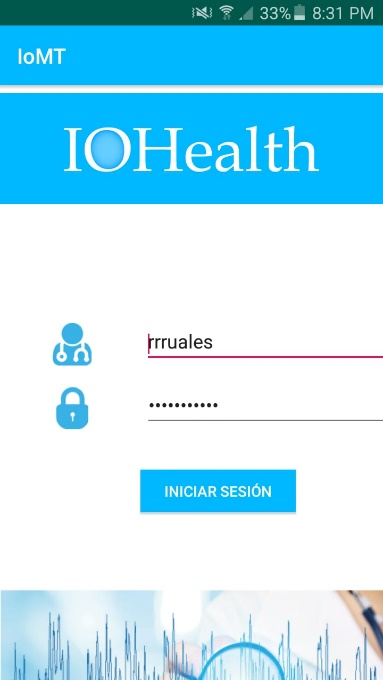 33% 8:31 PM
IoMT
IOHealth
rrruales
•••••••••••
INICIAR SESIÓN